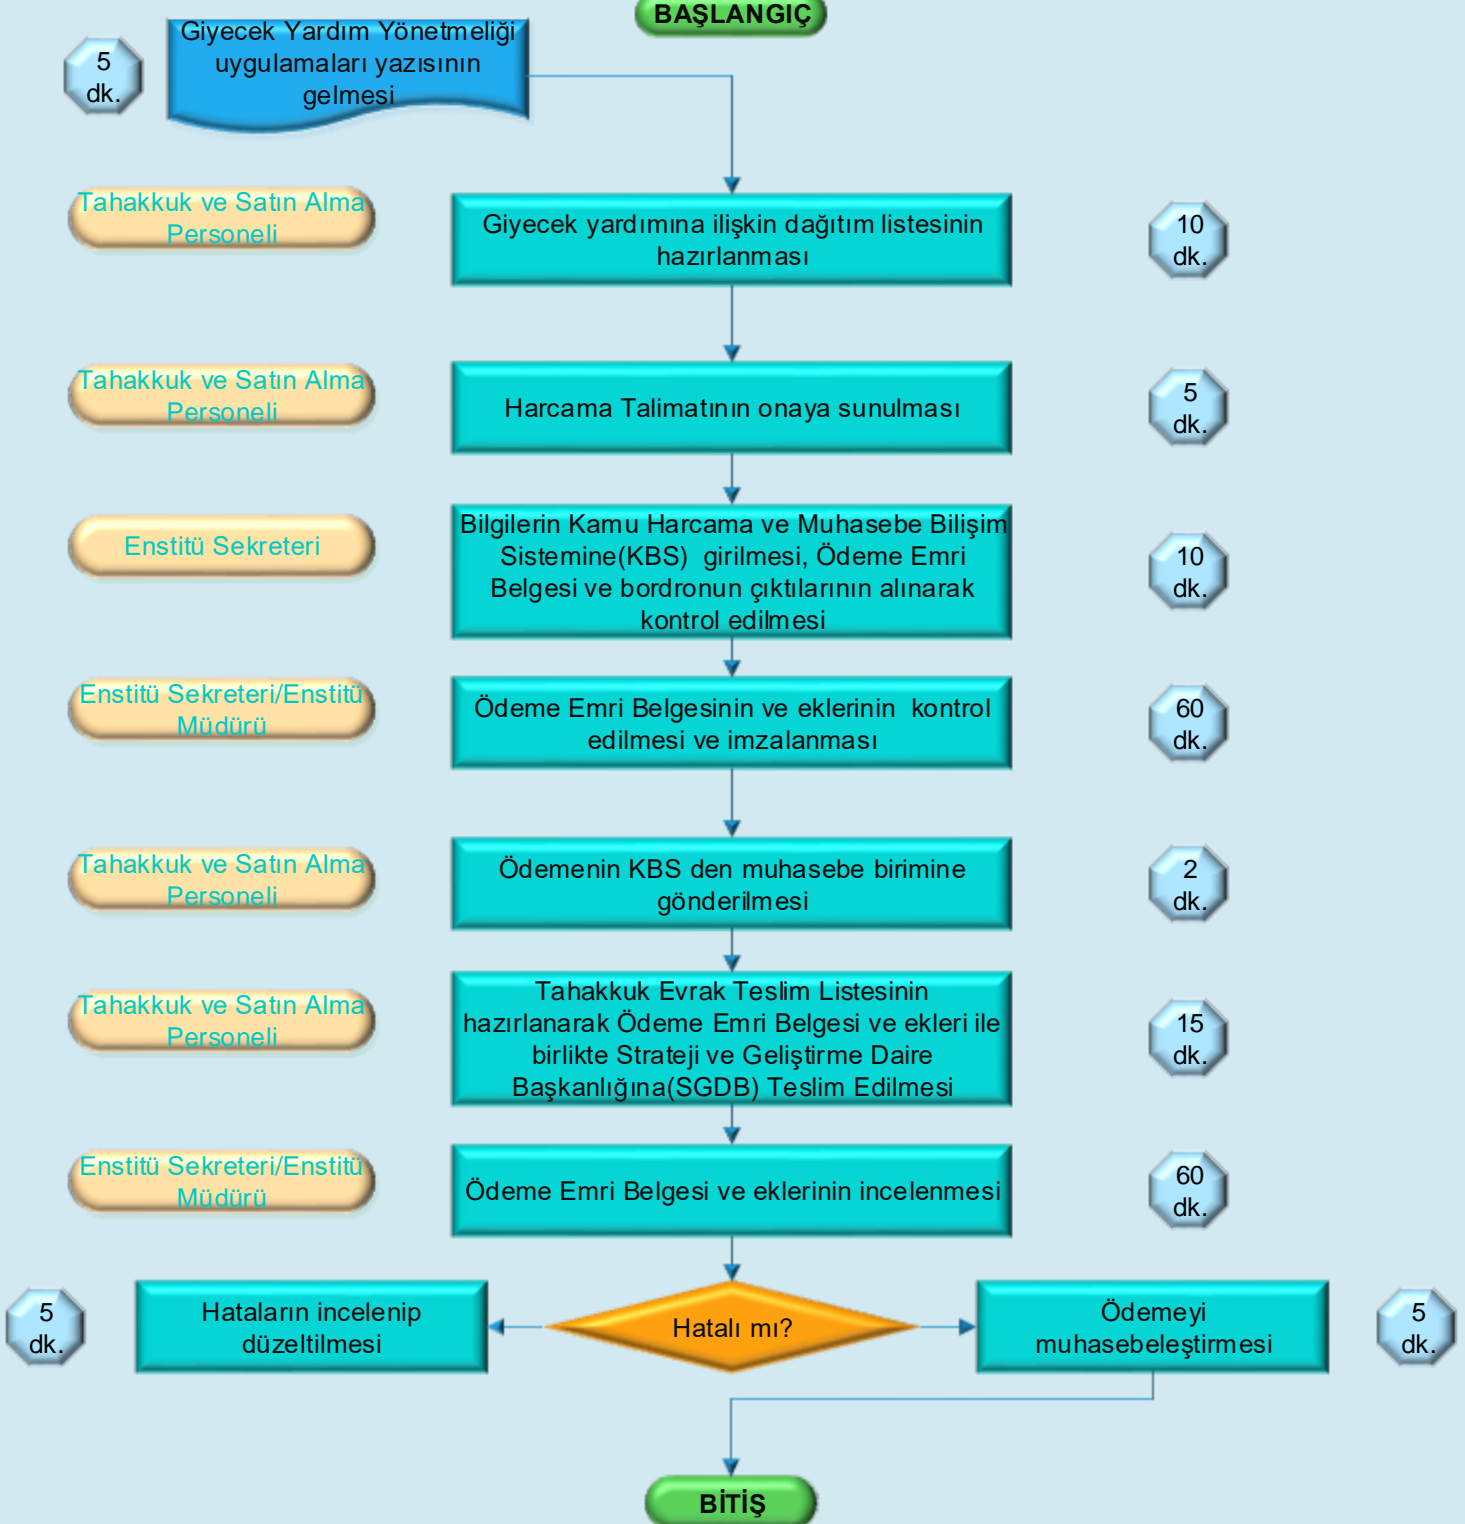 BAŞLANGIÇ
5
dk.
Giyecek Yardım Yönetmeliği
uygulamaları yazısının
gelmesi
Tahakkuk ve Satın Alma
Personeli
Giyecek yardımına ilişkin dağıtım listesinin
hazırlanması
10
dk.
Tahakkuk ve Satın Alma
Personeli
Harcama Talimatının onaya sunulması
5
dk.
Enstitü Sekreteri
Bilgilerin Kamu Harcama ve Muhasebe Bilişim
Sistemine(KBS) girilmesi, Ödeme Emri
Belgesi ve bordronun çıktılarının alınarak
kontrol edilmesi
10
dk.
Enstitü Sekreteri/Enstitü
Müdürü
Ödeme Emri Belgesinin ve eklerinin kontrol
edilmesi ve imzalanması
60
dk.
Tahakkuk ve Satın Alma
Personeli
Ödemenin KBS den muhasebe birimine
gönderilmesi
2
dk.
Tahakkuk ve Satın Alma
Personeli
Tahakkuk Evrak Teslim Listesinin
hazırlanarak Ödeme Emri Belgesi ve ekleri ile
birlikte Strateji ve Geliştirme Daire
Başkanlığına(SGDB) Teslim Edilmesi
15
dk.
Enstitü Sekreteri/Enstitü
Müdürü
Ödeme Emri Belgesi ve eklerinin incelenmesi
60
dk.
5
dk.
Hataların incelenip
düzeltilmesi
Hatalı mı?
Ödemeyi
muhasebeleştirmesi
5
dk.
BİTİŞ